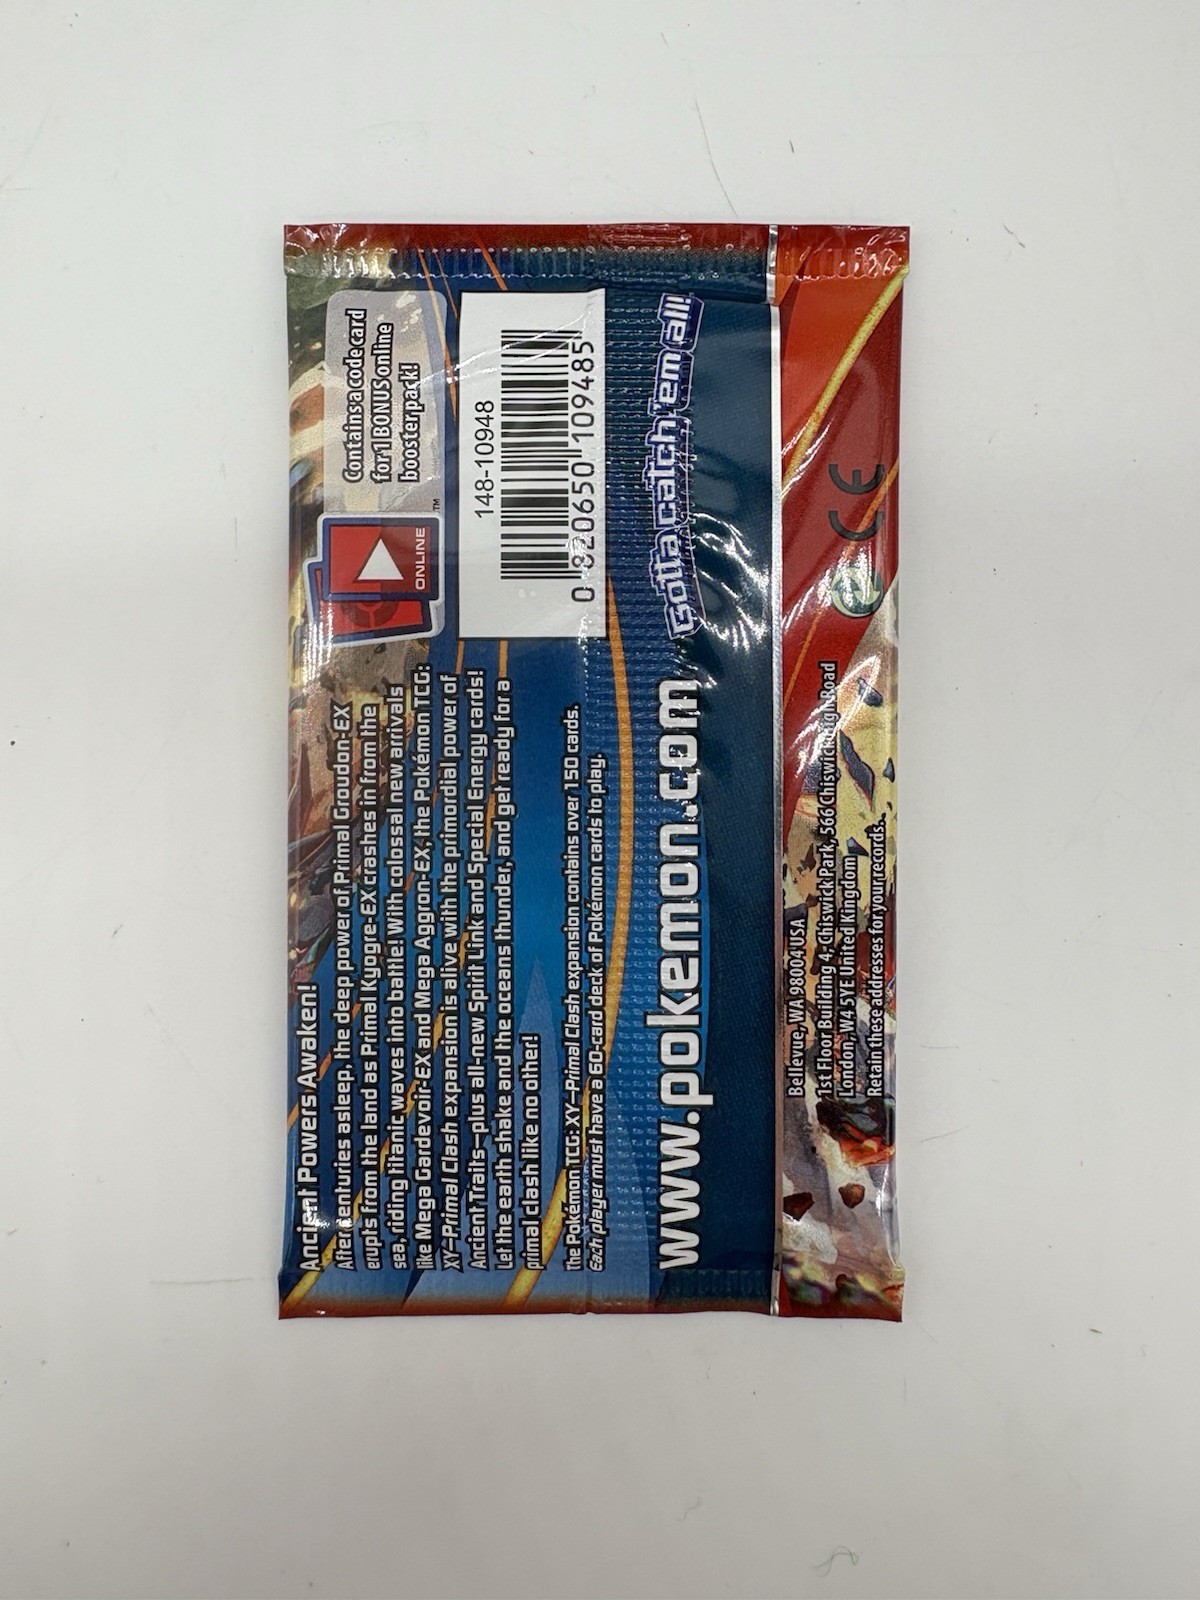 Ancient Powers Awaken!
After centuries asleep, the deep power of Primal Groudon-EX
erupts from the land as Primal Kyogre-EX crashes in from the
sea, riding titanic waves into battle! With colossal new arrivals
like Mega Gardevoir-EX and Mega Aggron-EX, the Pokémon TCG:
XY—Primal Clash expansion is alive with the primordial power of
Ancient Traits—plus all-new Spirit Link and Special Energy cards!
Let the earth shake and the oceans thunder, and get ready for a
primal clash like no other!
The Pokémon TCG: XY—Primal Clash expansion contains over 150 cards.
Each player must have a 60-card deck of Pokémon cards to play.
Contains a code card
for 1 BONUS online
booster pack!
ONLINE
TM
148-10948
0 820650 109485
www.pokemon.com
Gotta catch 'em all!
Bellevue, WA 98004 USA
1st Floor Building 4, Chiswick Park, 566 Chiswick High Road
London, W4 5YE United Kingdom
Retain these addresses for your records.
CE